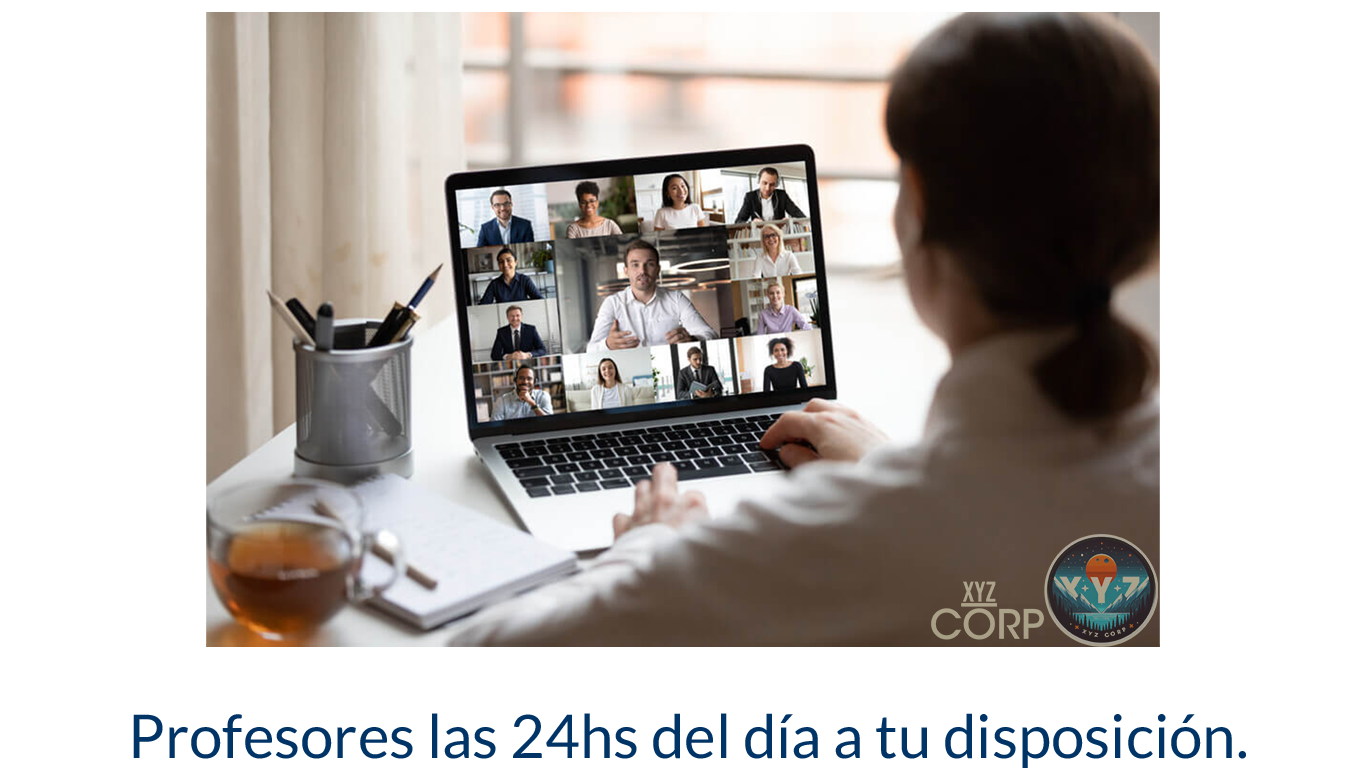 XYZ
CORP
XYZ
XYZ CORP
Profesores las 24hs del día a tu disposición.